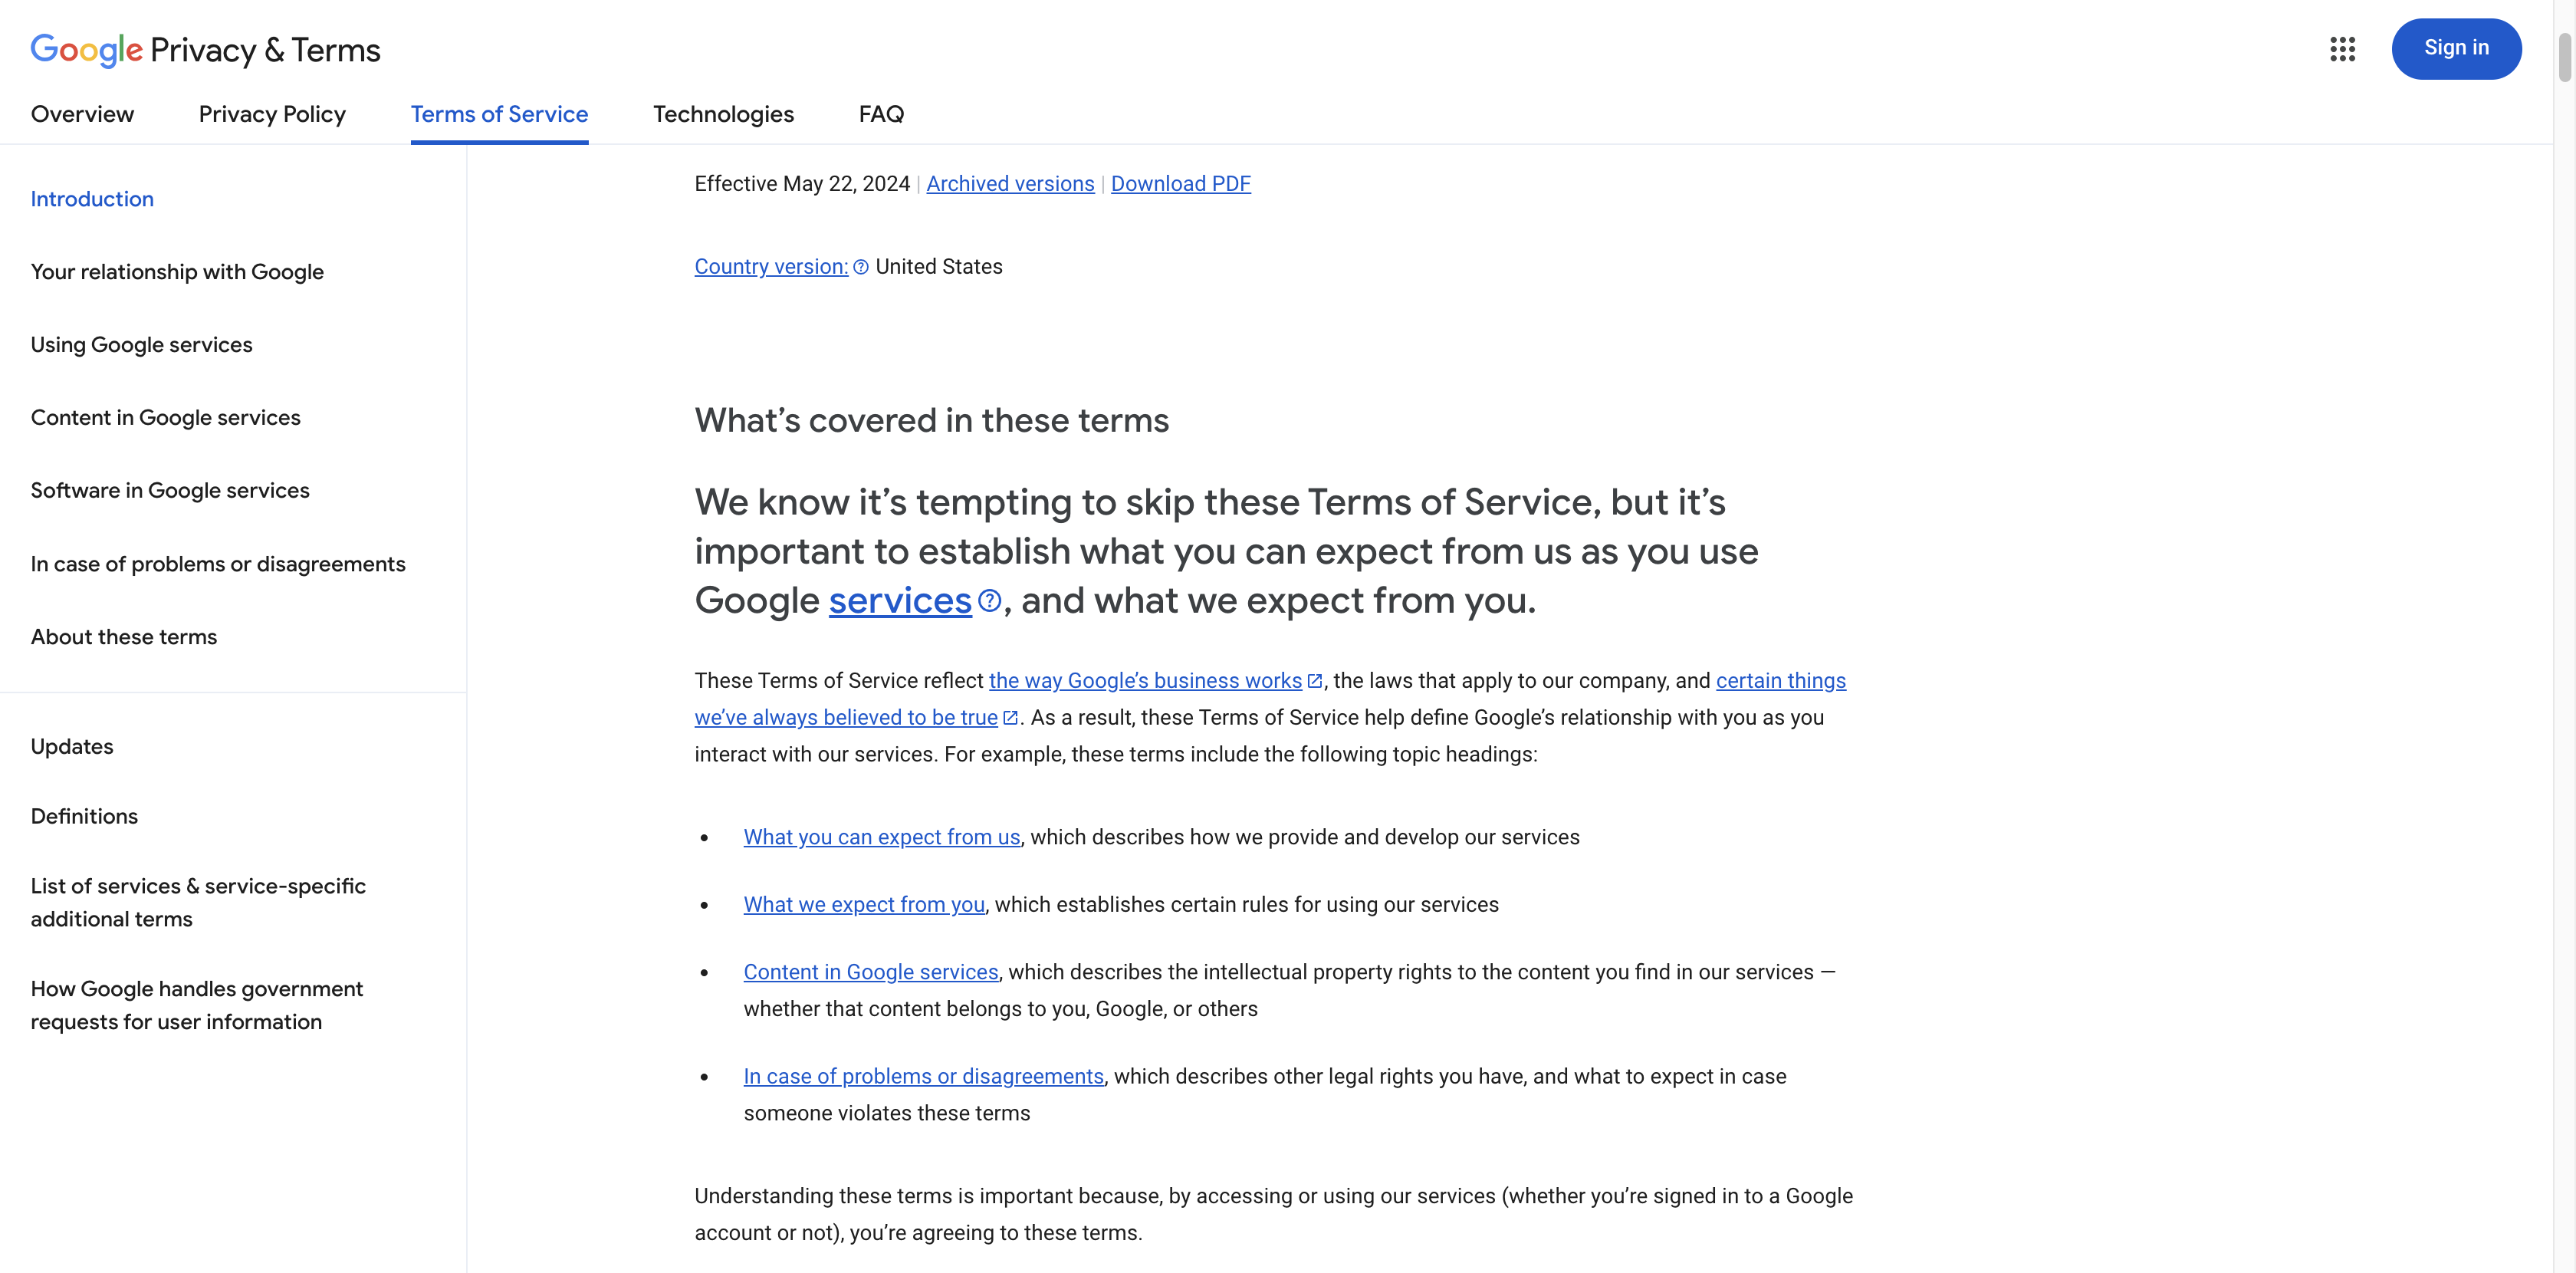 Google Privacy & Terms
Sign in
Overview
Privacy Policy
Terms of Service
Technologies
FAQ
Introduction
Your relationship with Google
Using Google services
Content in Google services
Software in Google services
In case of problems or disagreements
About these terms
Updates
Definitions
List of services & service-specific
additional terms
How Google handles government
requests for user information
Effective May 22, 2024 | Archived versions | Download PDF
Country version: United States
What’s covered in these terms
We know it’s tempting to skip these Terms of Service, but it’s
important to establish what you can expect from us as you use
Google services, and what we expect from you.
These Terms of Service reflect the way Google’s business works, the laws that apply to our company, and certain things
we’ve always believed to be true. As a result, these Terms of Service help define Google’s relationship with you as you
interact with our services. For example, these terms include the following topic headings:
• What you can expect from us, which describes how we provide and develop our services
• What we expect from you, which establishes certain rules for using our services
• Content in Google services, which describes the intellectual property rights to the content you find in our services —
whether that content belongs to you, Google, or others
• In case of problems or disagreements, which describes other legal rights you have, and what to expect in case
someone violates these terms
Understanding these terms is important because, by accessing or using our services (whether you’re signed in to a Google
account or not), you’re agreeing to these terms.